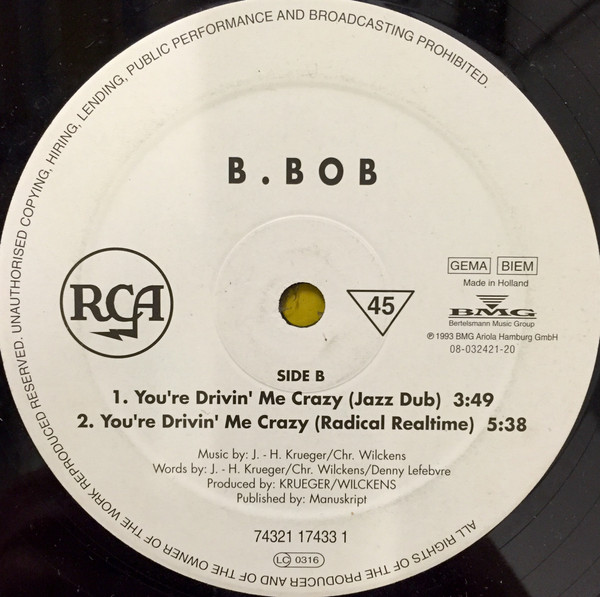 ALL RIGHTS OF THE PRODUCER AND OF THE OWNER OF THE WORK REPRODUCED RESERVED. UNAUTHORISED COPYING, HIRING, LENDING, PUBLIC PERFORMANCE AND BROADCASTING PROHIBITED.
B.BOB
RCA
45
GEMA BIEM
Made in Holland
BMG
Bertelsmann Music Group
℗ 1993 BMG Ariola Hamburg GmbH
08-032421-20
SIDE B
1. You're Drivin' Me Crazy (Jazz Dub) 3:49
2. You're Drivin' Me Crazy (Radical Realtime) 5:38
Music by: J. - H. Krueger/Chr. Wilckens
Words by: J. - H. Krueger/Chr. Wilckens/Denny Lefebvre
Produced by: KRUEGER/WILCKENS
Published by: Manuskript
74321 17433 1
LC 0316